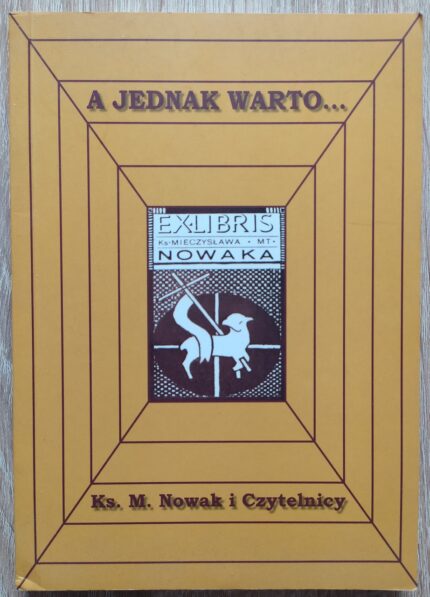 A JEDNAK WARTO...
EX·LIBRIS
Ks·MIECZYSŁAWA · MT·
NOWAKA
Ks. M. Nowak i Czytelnicy